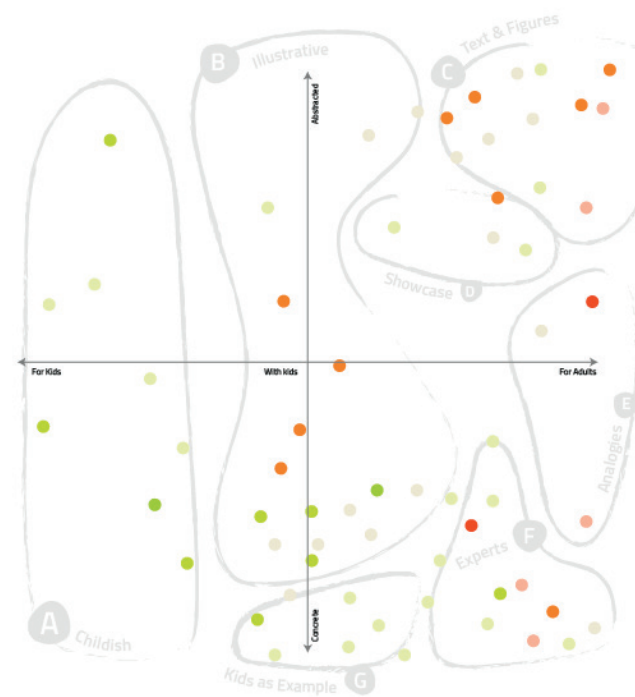 Text & Figures
B Illustrative
C
Abstracted
Showcase D
For Kids
With kids
For Adults
E
Analogies
F
Experts
A Childish
Concrete
Kids as Example G